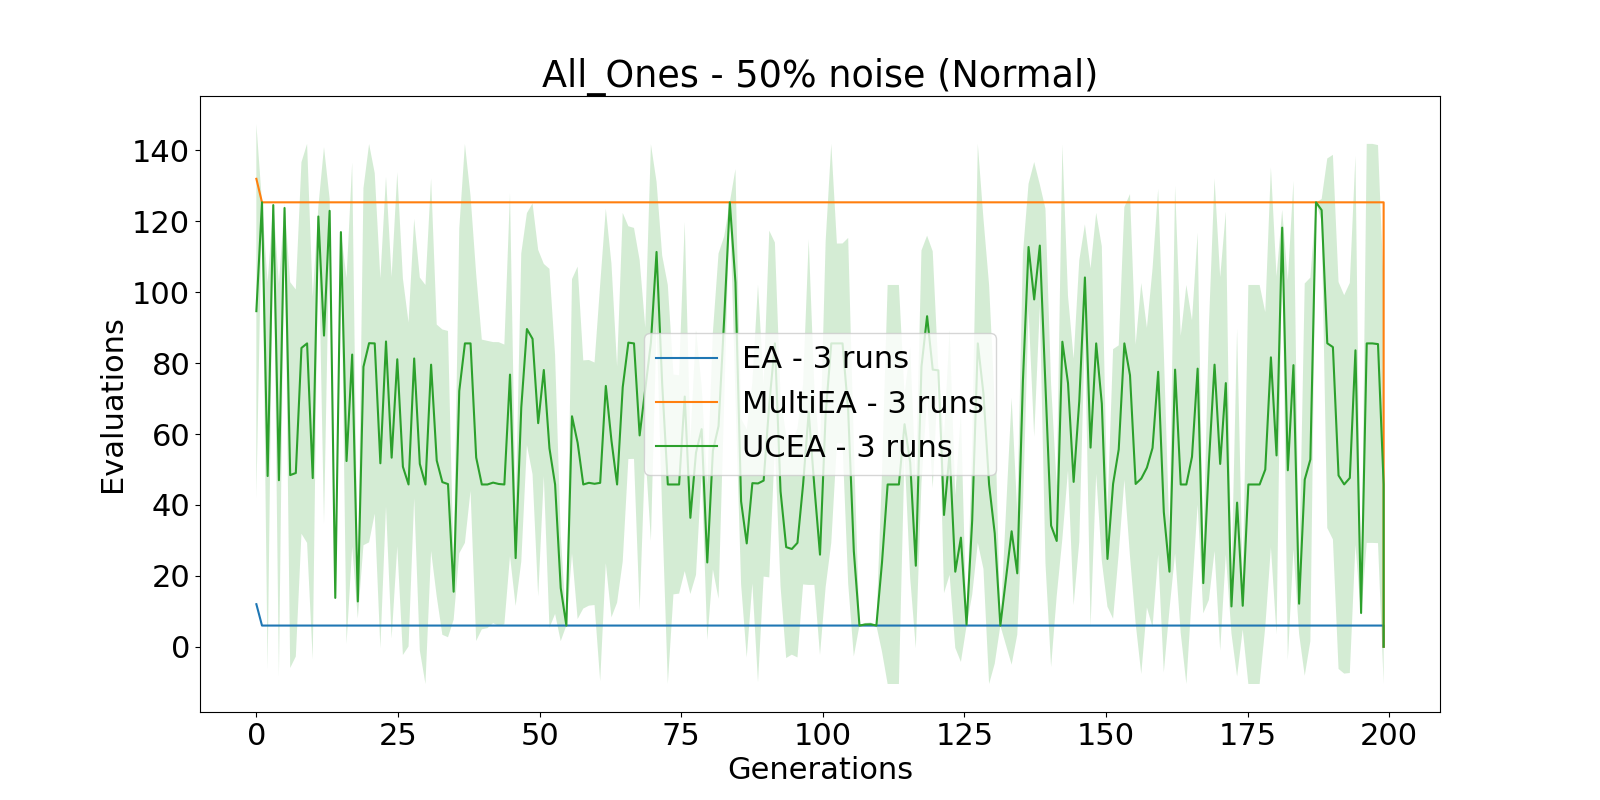 All_Ones - 50% noise (Normal)
Evaluations
140
120
100
80
60
40
20
0
EA - 3 runs
MultiEA - 3 runs
UCEA - 3 runs
0 25 50 75 100 125 150 175 200
Generations